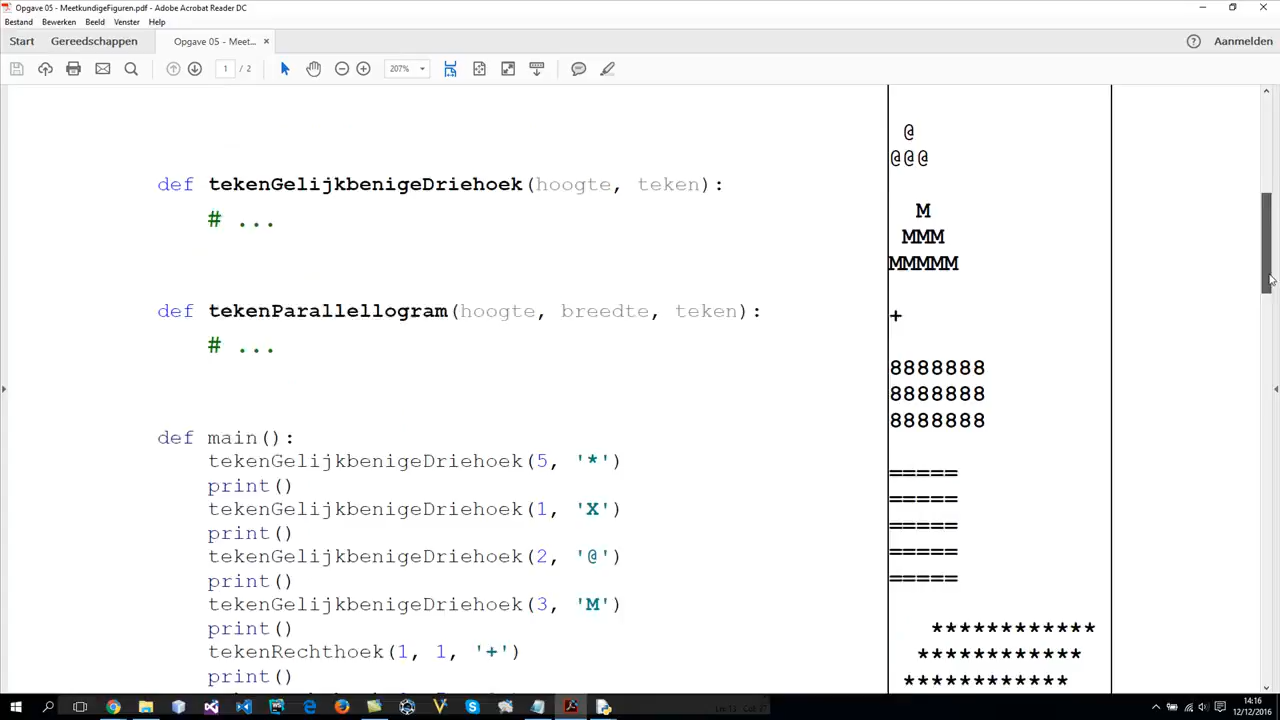 Opgave 05 - MeetkundigeFiguren.pdf - Adobe Acrobat Reader DC
Bestand Bewerken Beeld Venster Help
Start Gereedschappen Opgave 05 - Meet... × Aanmelden
1 / 2 207%
def tekenGelijkbenigeDriehoek(hoogte, teken):
# ...
def tekenParallellogram(hoogte, breedte, teken):
# ...
def main():
tekenGelijkbenigeDriehoek(5, '*')
print()
tekenGelijkbenigeDriehoek(1, 'X')
print()
tekenGelijkbenigeDriehoek(2, '@')
print()
tekenGelijkbenigeDriehoek(3, 'M')
print()
tekenRechthoek(1, 1, '+')
print()
@
@@@
M
MMM
MMMMM
+
8888888
8888888
8888888
=====
=====
=====
=====
=====
************
************
************
14:16
12/12/2016